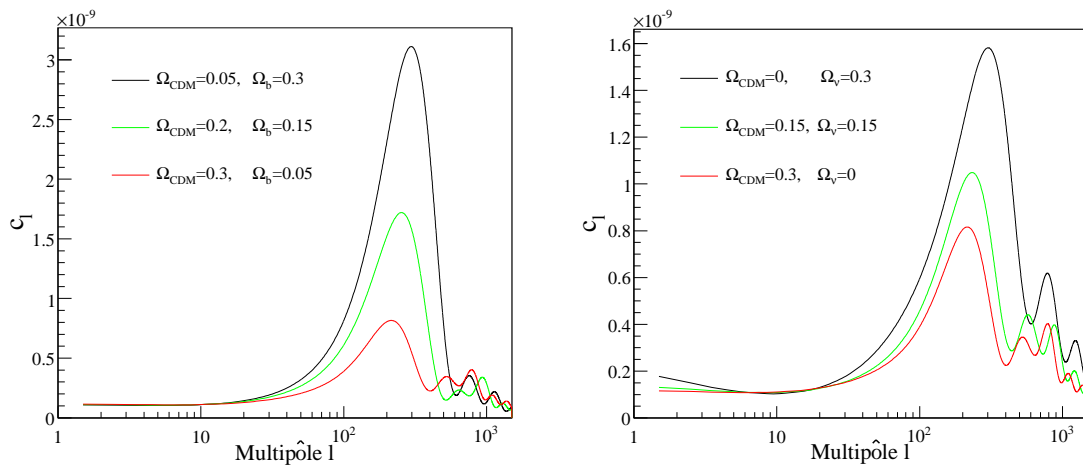 ×10⁻⁹
3
2.5
2
1.5
1
0.5
0
c_l
Ω_CDM=0.05, Ω_b=0.3
Ω_CDM=0.2, Ω_b=0.15
Ω_CDM=0.3, Ω_b=0.05
1 10 10² 10³
Multipôle l
×10⁻⁹
1.6
1.4
1.2
1
0.8
0.6
0.4
0.2
0
c_l
Ω_CDM=0, Ω_ν=0.3
Ω_CDM=0.15, Ω_ν=0.15
Ω_CDM=0.3, Ω_ν=0
1 10 10² 10³
Multipôle l